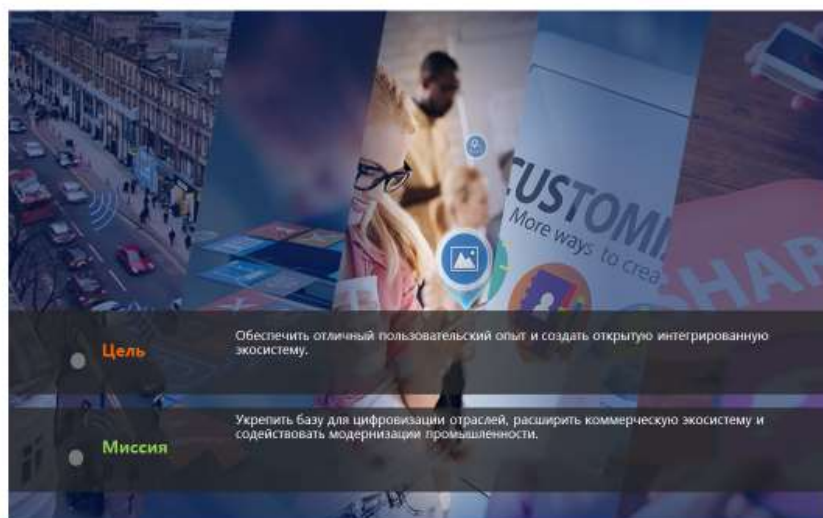 CUSTOMI
More ways to crea
SHAR
Цель
Обеспечить отличный пользовательский опыт и создать открытую интегрированную
экосистему.
Миссия
Укрепить базу для цифровизации отраслей, расширить коммерческую экосистему и
содействовать модернизации промышленности.